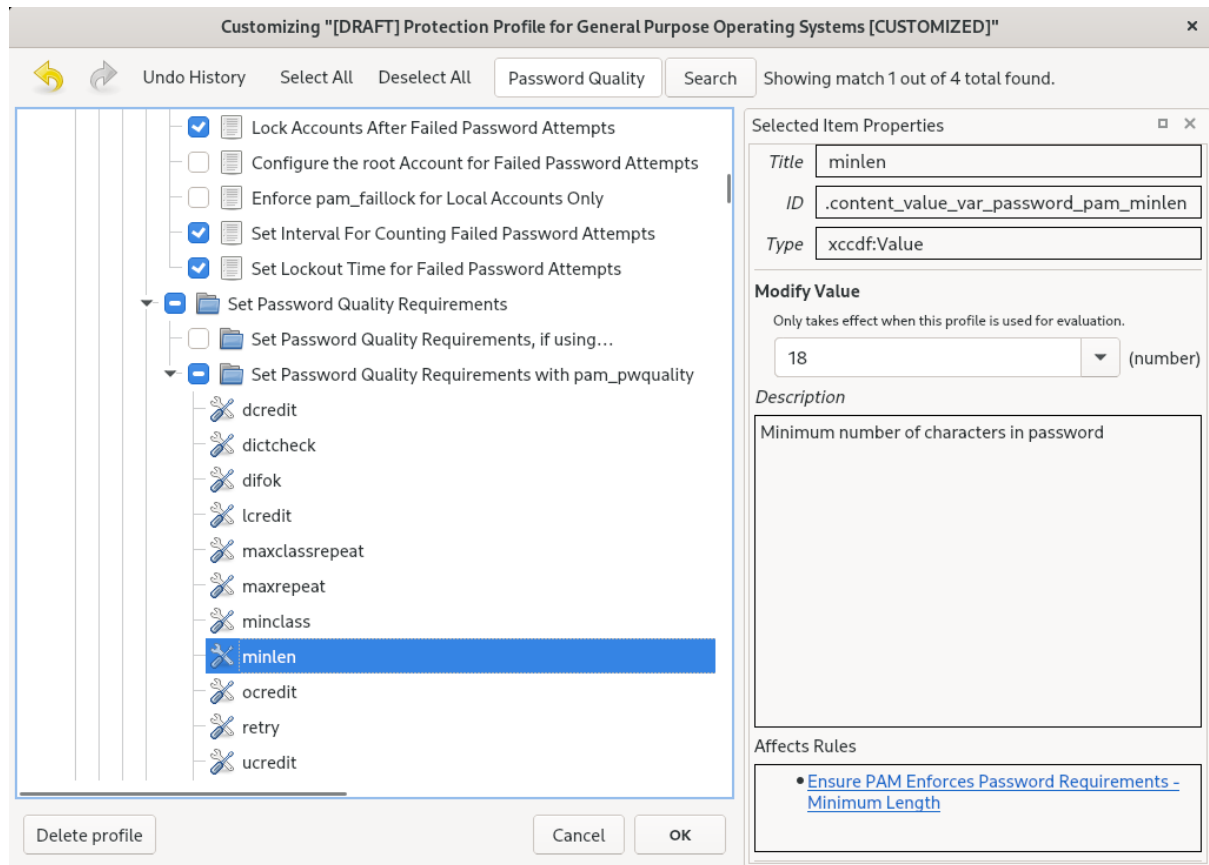 Customizing "[DRAFT] Protection Profile for General Purpose Operating Systems [CUSTOMIZED]"
Undo History Select All Deselect All Password Quality Search Showing match 1 out of 4 total found.
Lock Accounts After Failed Password Attempts
Configure the root Account for Failed Password Attempts
Enforce pam_faillock for Local Accounts Only
Set Interval For Counting Failed Password Attempts
Set Lockout Time for Failed Password Attempts
Set Password Quality Requirements
Set Password Quality Requirements, if using...
Set Password Quality Requirements with pam_pwquality
dcredit
dictcheck
difok
lcredit
maxclassrepeat
maxrepeat
minclass
minlen
ocredit
retry
ucredit
Delete profile Cancel OK
Selected Item Properties
Title minlen
ID .content_value_var_password_pam_minlen
Type xccdf:Value
Modify Value
Only takes effect when this profile is used for evaluation.
18 (number)
Description
Minimum number of characters in password
Affects Rules
Ensure PAM Enforces Password Requirements -
Minimum Length